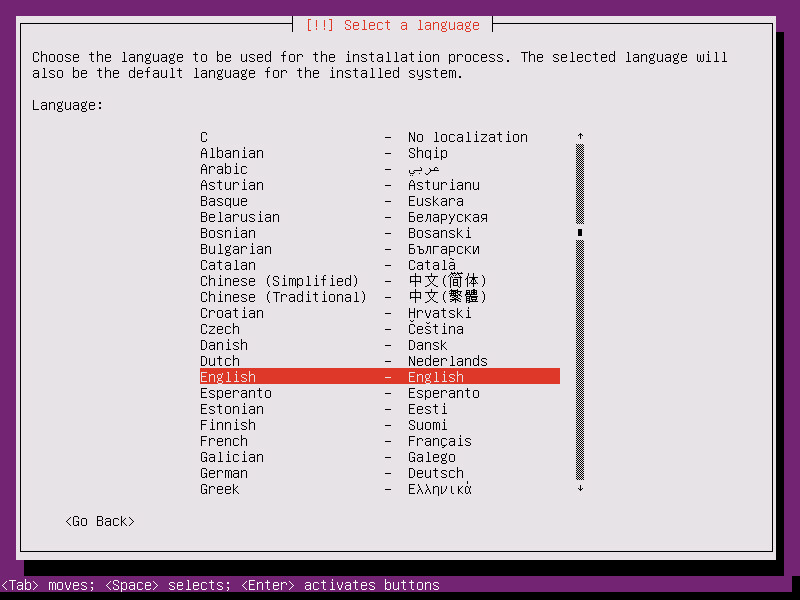 [!!] Select a language
Choose the language to be used for the installation process. The selected language will
also be the default language for the installed system.
Language:
C - No localization
Albanian - Shqip
Arabic - عربي
Asturian - Asturianu
Basque - Euskara
Belarusian - Беларуская
Bosnian - Bosanski
Bulgarian - Български
Catalan - Català
Chinese (Simplified) - 中文(简体)
Chinese (Traditional) - 中文(繁體)
Croatian - Hrvatski
Czech - Čeština
Danish - Dansk
Dutch - Nederlands
English - English
Esperanto - Esperanto
Estonian - Eesti
Finnish - Suomi
French - Français
Galician - Galego
German - Deutsch
Greek - Ελληνικά
<Go Back>
<Tab> moves; <Space> selects; <Enter> activates buttons